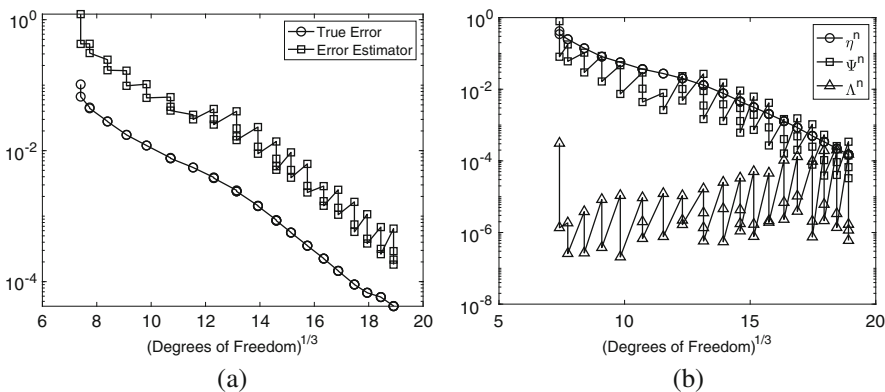 10^0
10^-2
10^-4
6 8 10 12 14 16 18 20
(Degrees of Freedom)^1/3
True Error
Error Estimator
(a)
10^0
10^-2
10^-4
10^-6
10^-8
5 10 15 20
(Degrees of Freedom)^1/3
η^n
Ψ^n
Λ^n
(b)